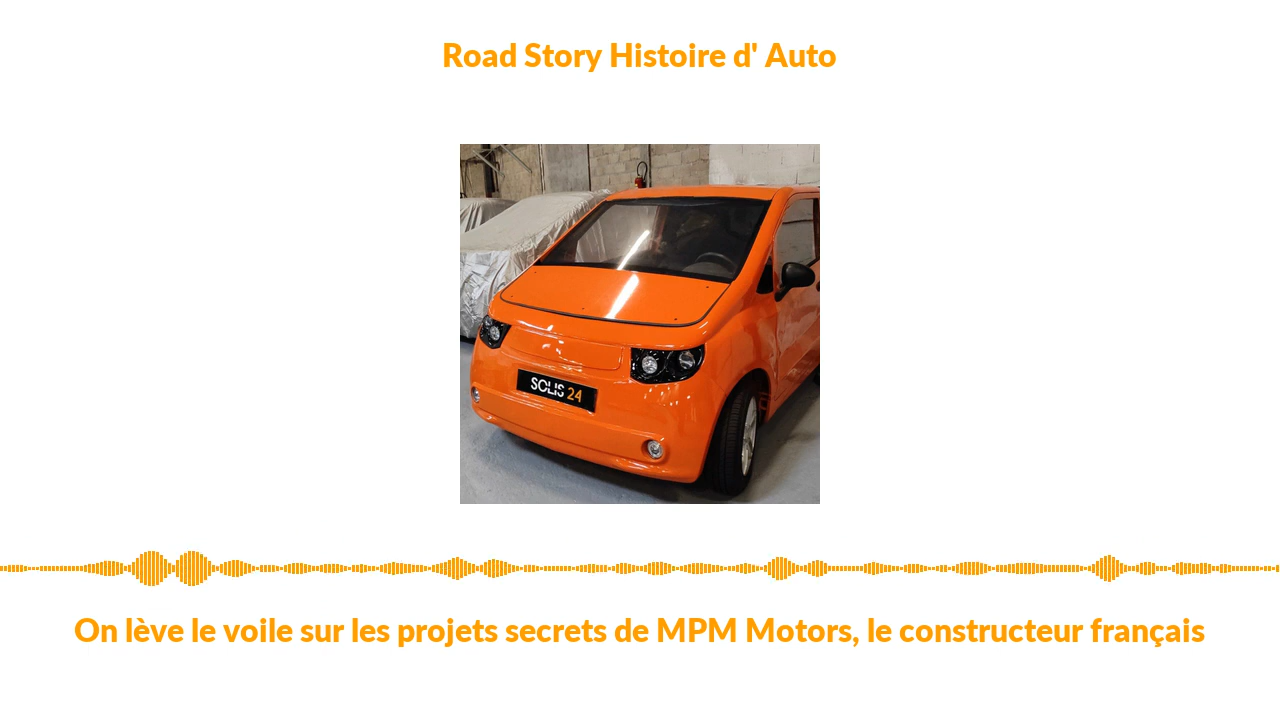 Road Story Histoire d' Auto
SOLIS 24
On lève le voile sur les projets secrets de MPM Motors, le constructeur français